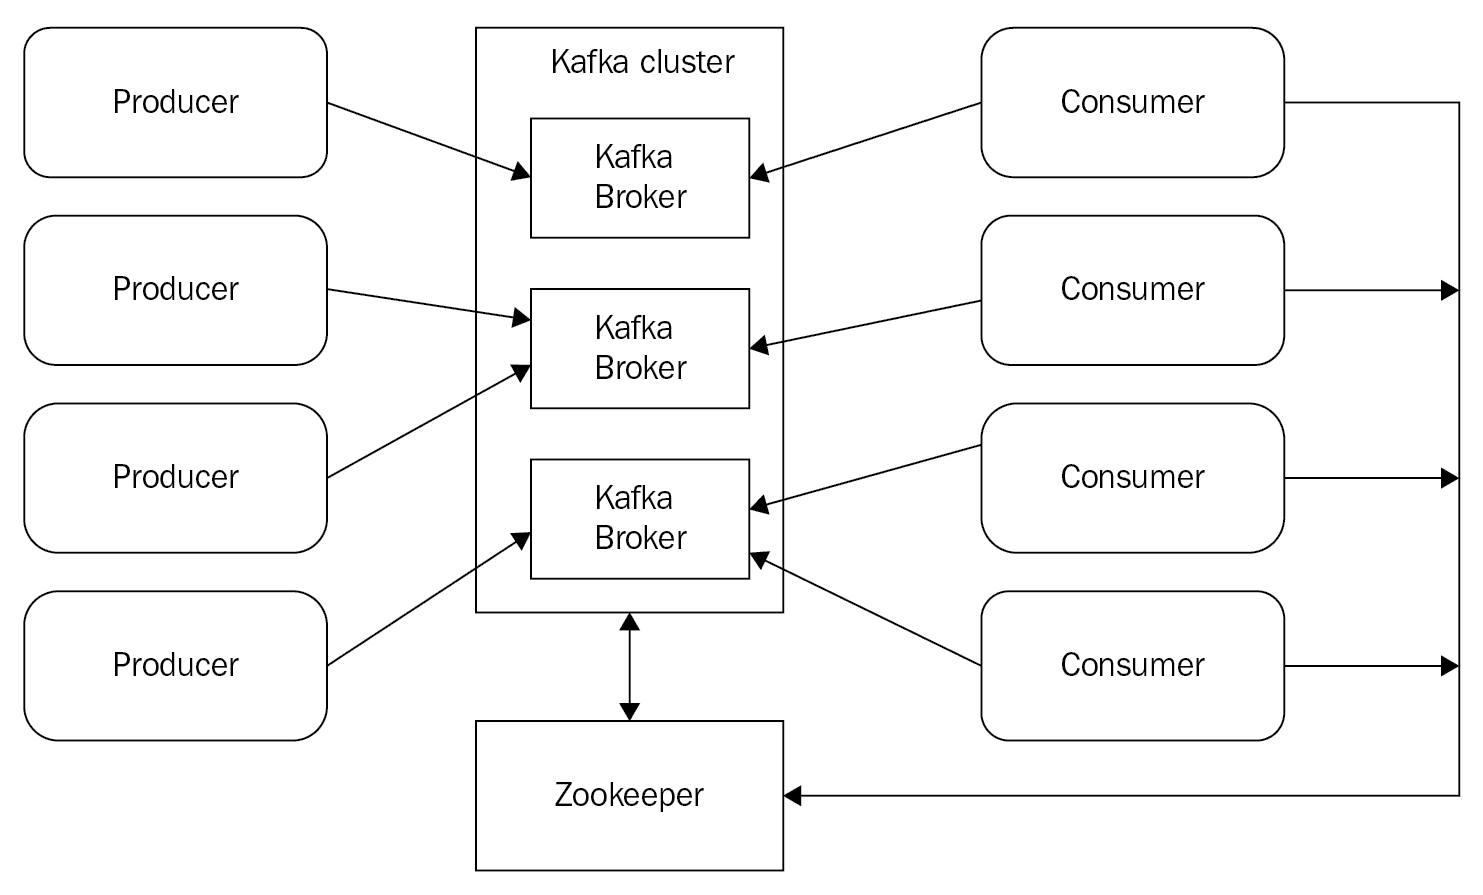 Kafka cluster
Producer
Consumer
Kafka
Broker
Producer
Consumer
Kafka
Broker
Producer
Consumer
Kafka
Broker
Producer
Consumer
Zookeeper